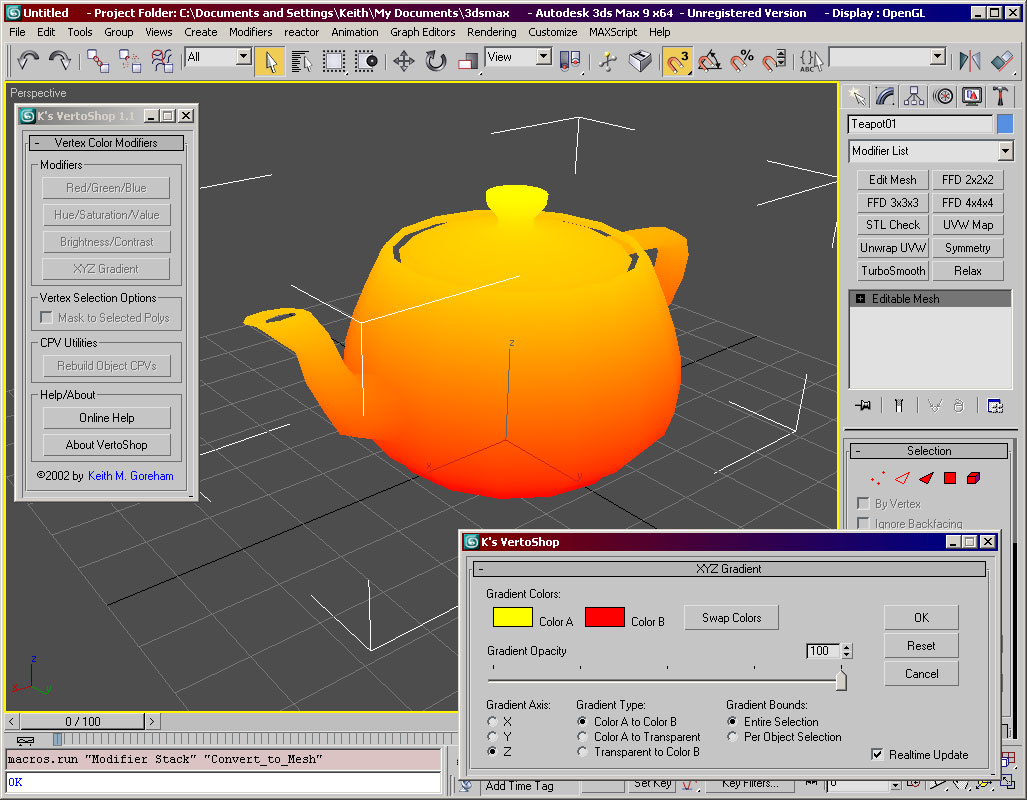 Untitled - Project Folder: C:\Documents and Settings\Keith\My Documents\3dsmax - Autodesk 3ds Max 9 x64 - Unregistered Version - Display : OpenGL
File Edit Tools Group Views Create Modifiers reactor Animation Graph Editors Rendering Customize MAXScript Help
All View 3 % ABC
Perspective
K's VertoShop 1.1
- Vertex Color Modifiers
Modifiers
Red/Green/Blue
Hue/Saturation/Value
Brightness/Contrast
XYZ Gradient
Vertex Selection Options
Mask to Selected Polys
CPV Utilities
Rebuild Object CPVs
Help/About
Online Help
About VertoShop
©2002 by Keith M. Goreham
z
x
y
z
x
y
Teapot01
Modifier List
Edit Mesh FFD 2x2x2
FFD 3x3x3 FFD 4x4x4
STL Check UVW Map
Unwrap UVW Symmetry
TurboSmooth Relax
Editable Mesh
- Selection
By Vertex
Ignore Backfacing
K's VertoShop
- XYZ Gradient
Gradient Colors:
Color A Color B Swap Colors OK
Gradient Opacity 100 Reset
Cancel
Gradient Axis: Gradient Type: Gradient Bounds:
X Color A to Color B Entire Selection
Y Color A to Transparent Per Object Selection
Z Transparent to Color B
Realtime Update
< 0 / 100 >
macros.run "Modifier Stack" "Convert_to_Mesh"
OK
Add Time Tag Set Key Key Filters... 0